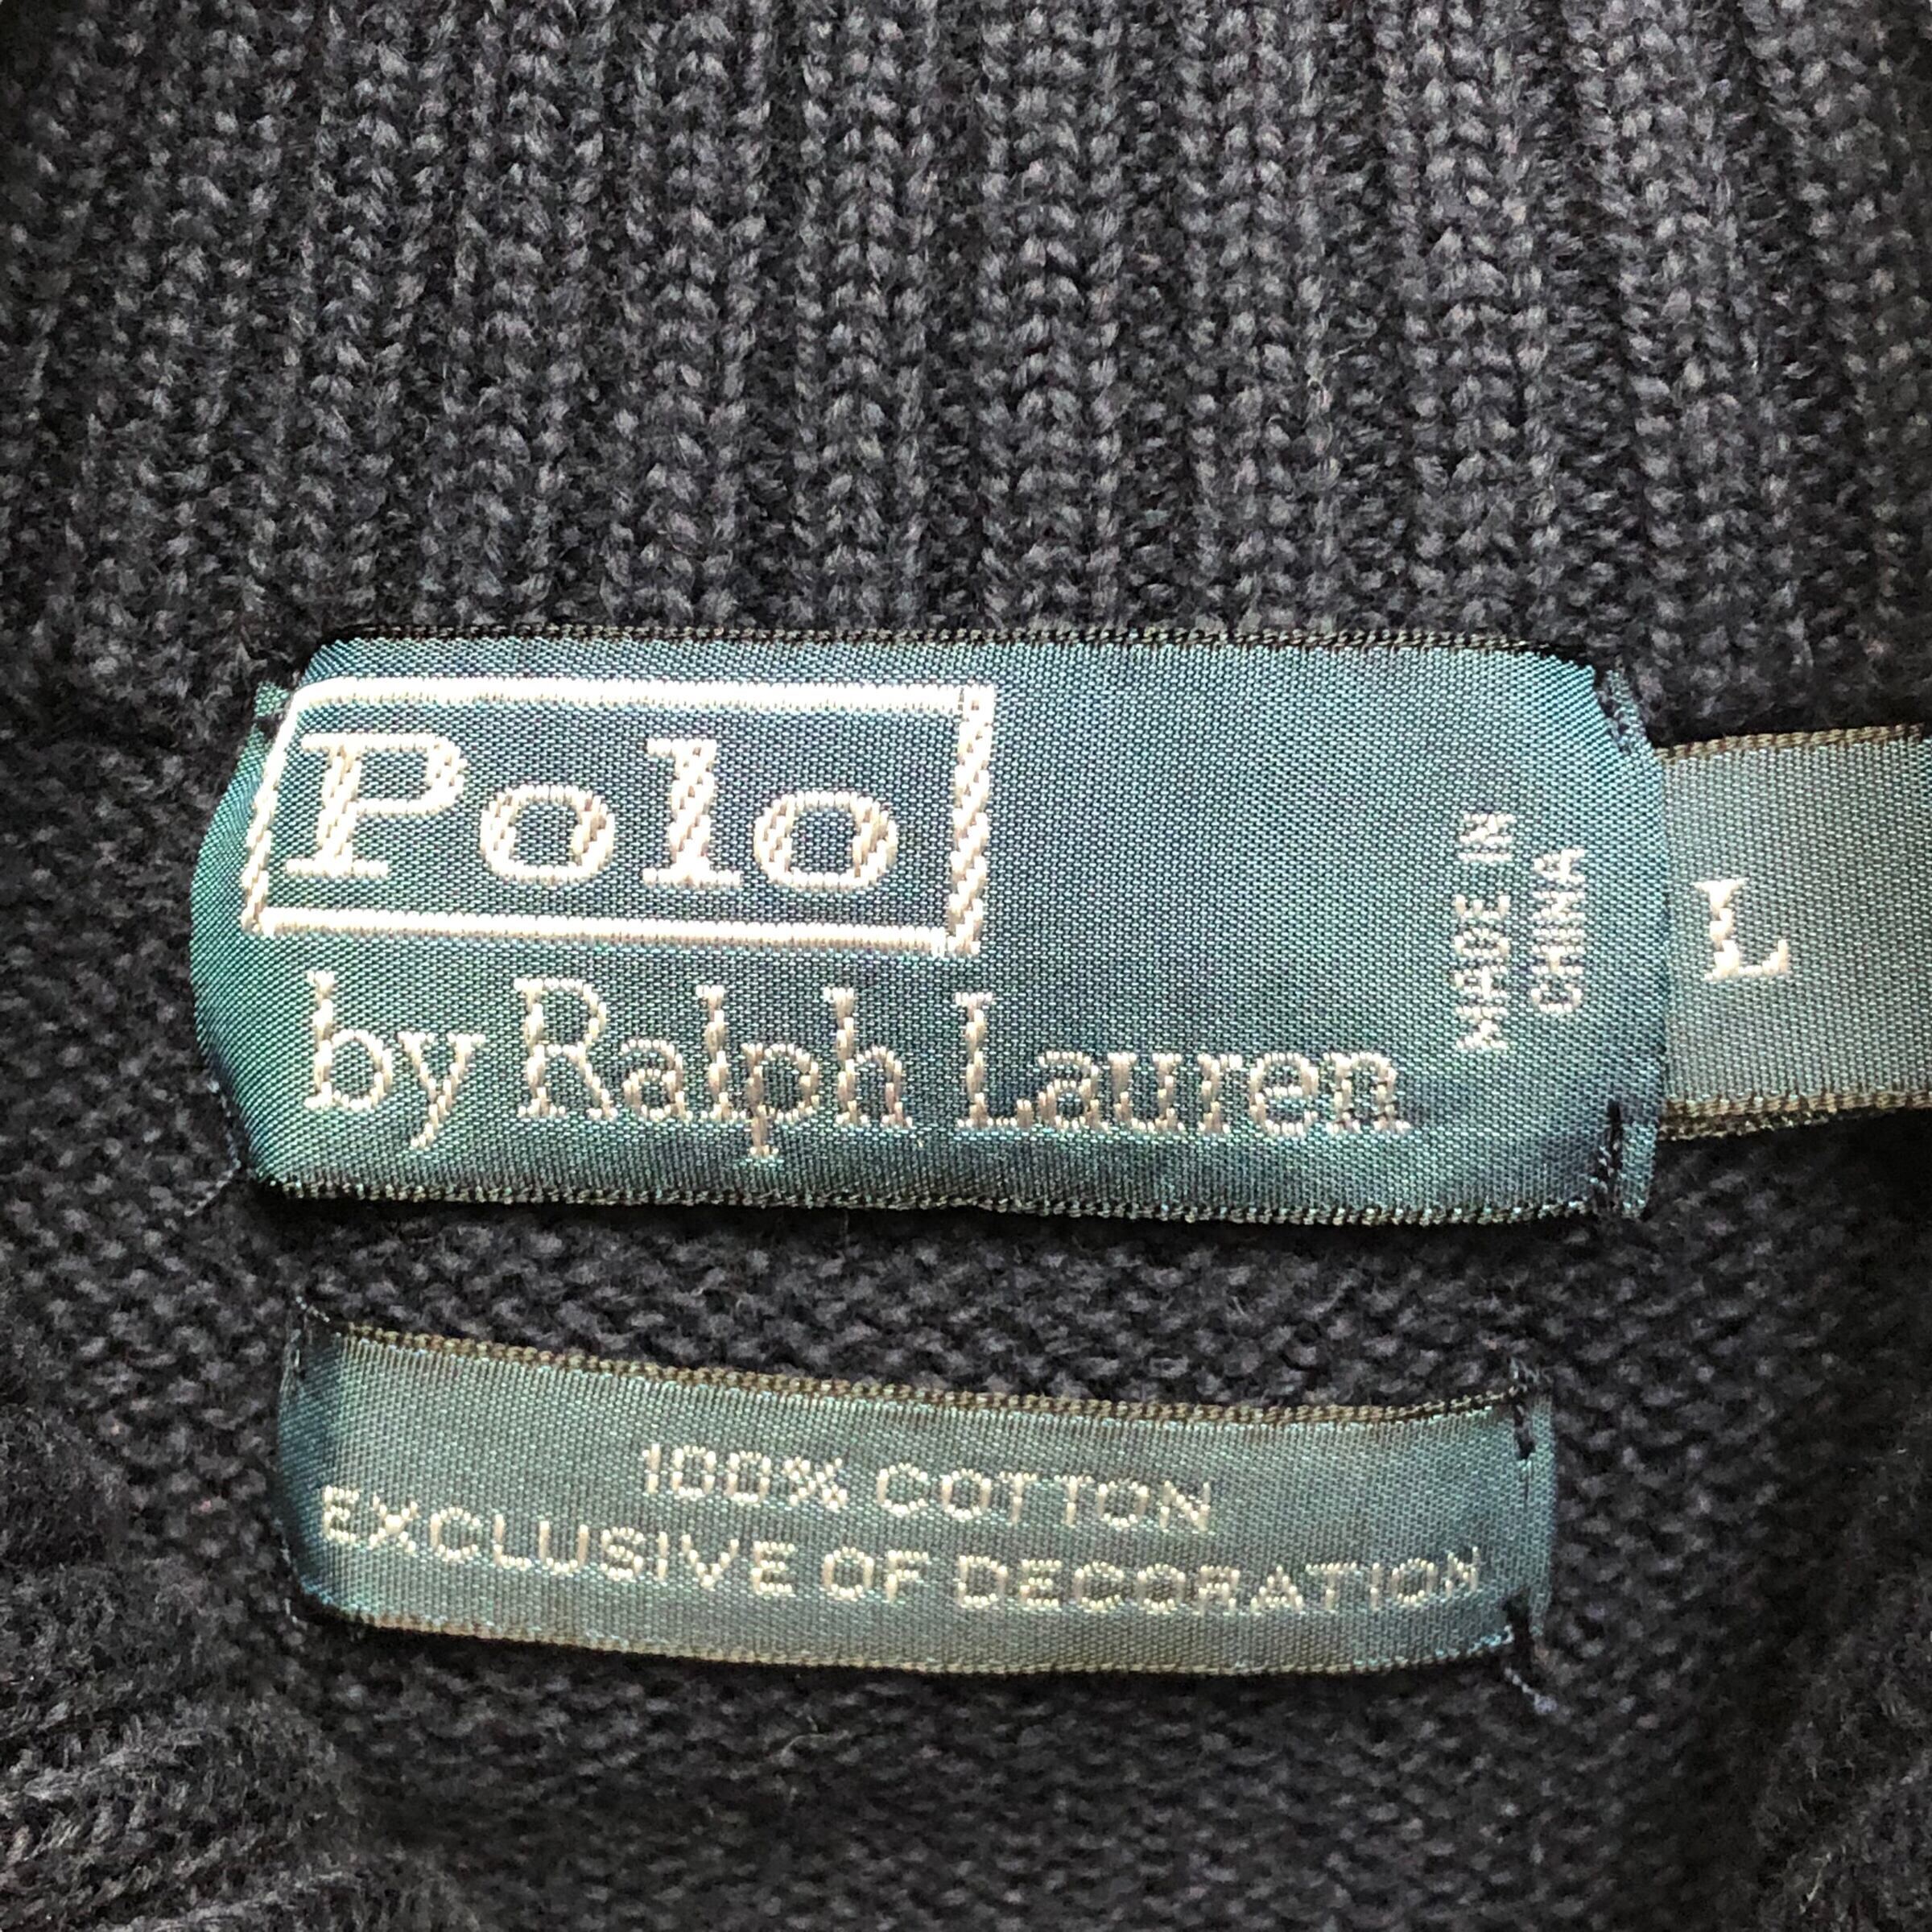 Polo
by Ralph Lauren
MADE IN
CHINA
L
100% COTTON
EXCLUSIVE OF DECORATION